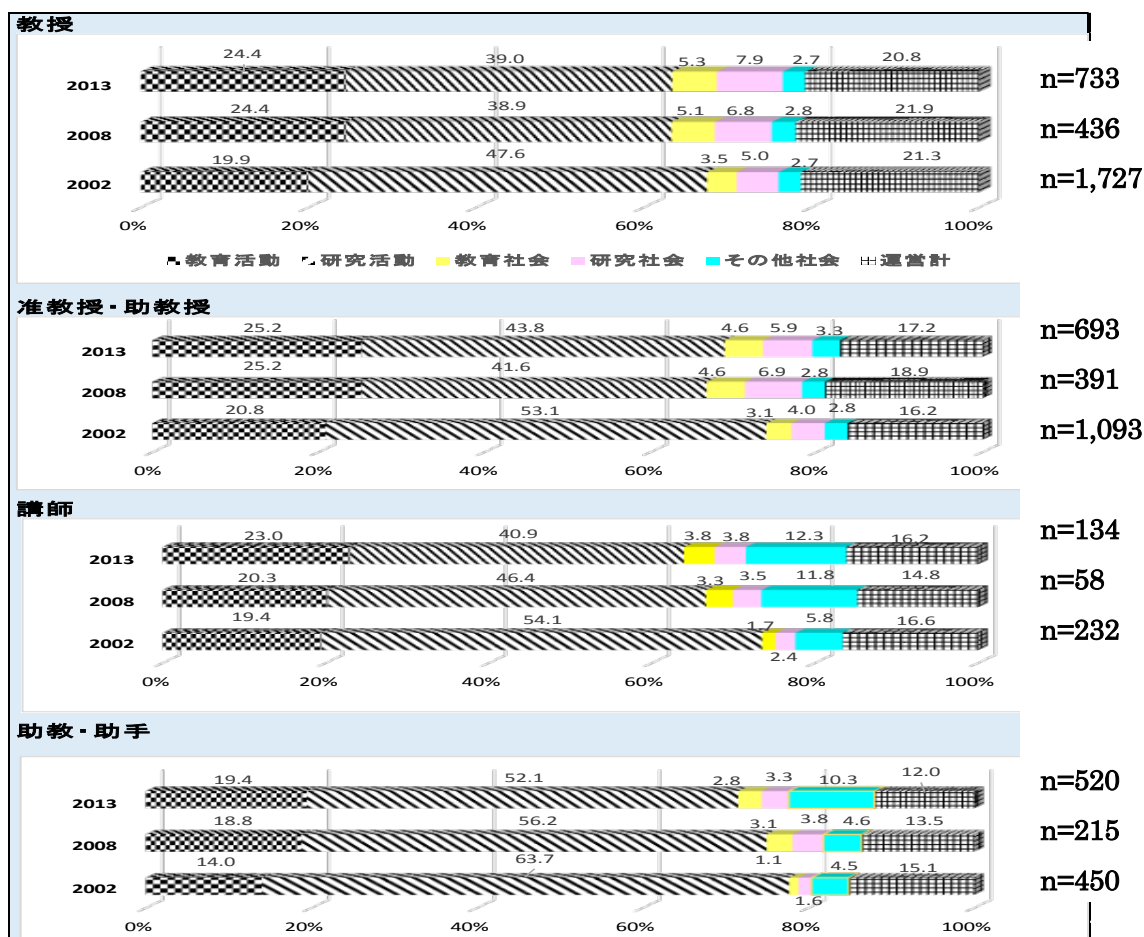 教授
24.4 39.0 5.3 7.9 2.7 20.8
2013 n=733
24.4 38.9 5.1 6.8 2.8 21.9
2008 n=436
19.9 47.6 3.5 5.0 2.7 21.3
2002 n=1,727
0% 20% 40% 60% 80% 100%
教育活動 研究活動 教育社会 研究社会 その他社会 運営計
准教授・助教授
25.2 43.8 4.6 5.9 3.3 17.2
2013 n=693
25.2 41.6 4.6 6.9 2.8 18.9
2008 n=391
20.8 53.1 3.1 4.0 2.8 16.2
2002 n=1,093
0% 20% 40% 60% 80% 100%
講師
23.0 40.9 3.8 3.8 12.3 16.2
2013 n=134
20.3 46.4 3.3 3.5 11.8 14.8
2008 n=58
19.4 54.1 1.7 5.8 16.6
2002 n=232
2.4
0% 20% 40% 60% 80% 100%
助教・助手
19.4 52.1 2.8 3.3 10.3 12.0
2013 n=520
18.8 56.2 3.1 3.8 4.6 13.5
2008 n=215
14.0 63.7 1.1 4.5 15.1
2002 n=450
1.6
0% 20% 40% 60% 80% 100%